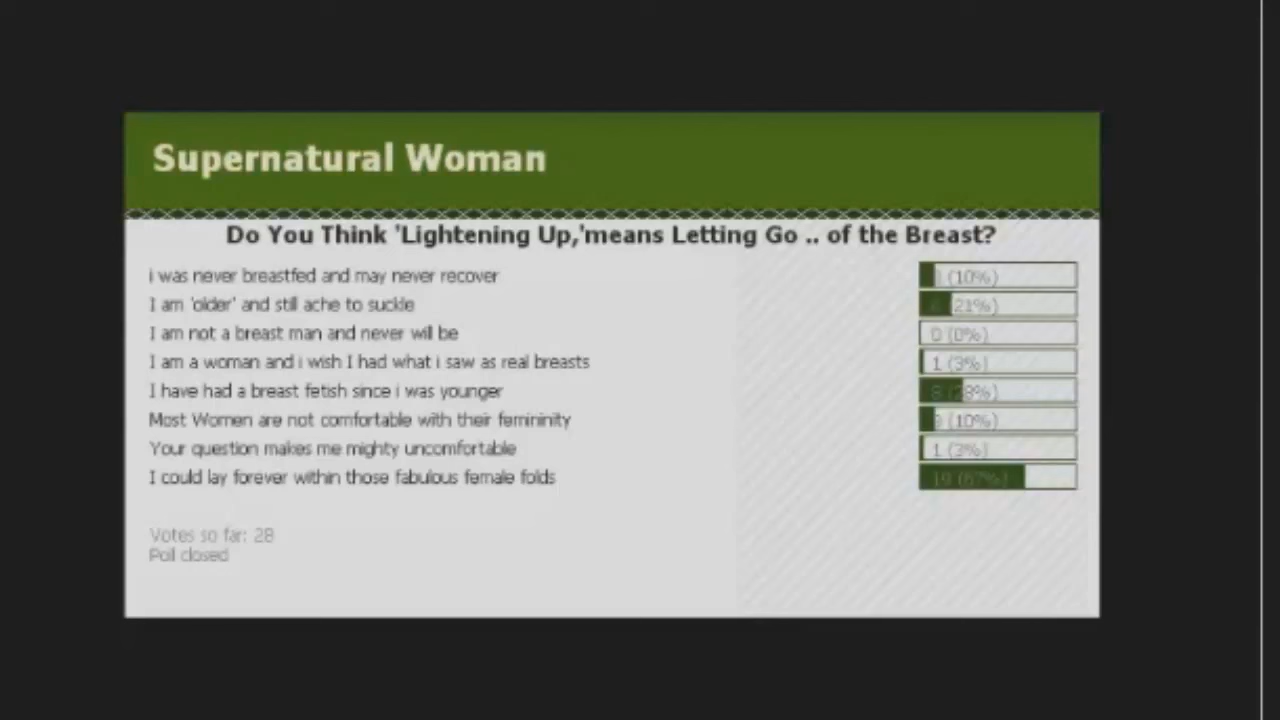 Supernatural Woman
Do You Think 'Lightening Up,'means Letting Go .. of the Breast?
i was never breastfed and may never recover (10%)
I am 'older' and still ache to suckle (21%)
I am not a breast man and never will be 0 (0%)
I am a woman and i wish I had what i saw as real breasts 1 (3%)
I have had a breast fetish since i was younger 8 (28%)
Most Women are not comfortable with their femininity (10%)
Your question makes me mighty uncomfortable 1 (3%)
I could lay forever within those fabulous female folds 19 (67%)
Votes so far: 28
Poll closed